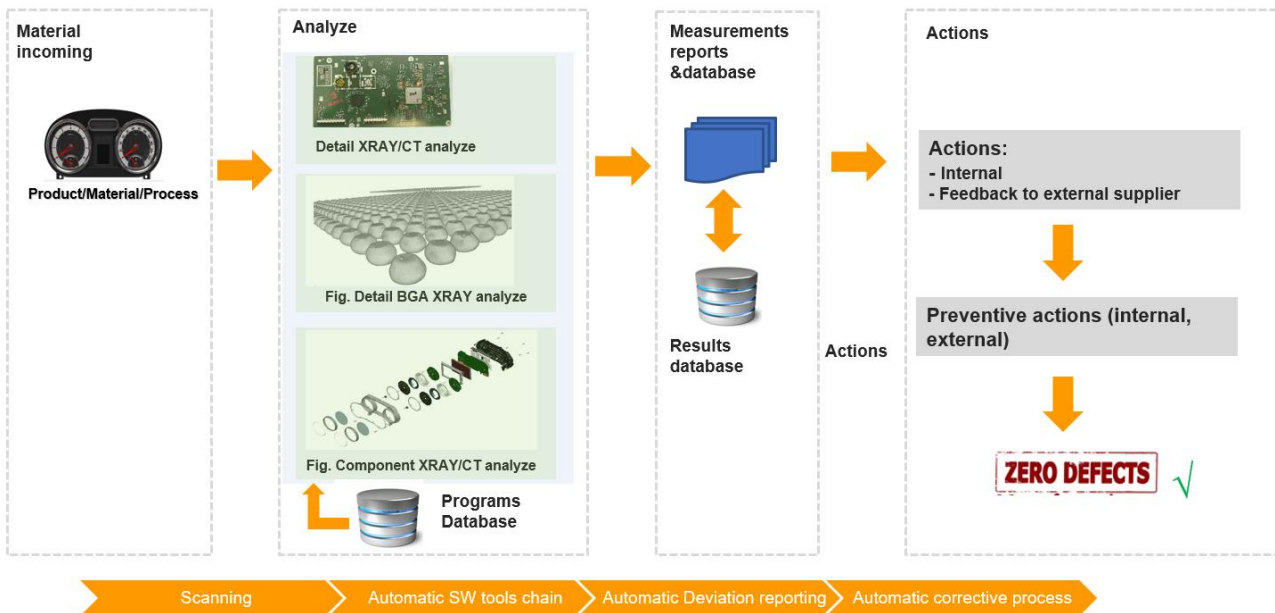 Material
incoming
Product/Material/Process
Analyze
Detail XRAY/CT analyze
Fig. Detail BGA XRAY analyze
Fig. Component XRAY/CT analyze
Programs
Database
Measurements
reports
&database
Results
database
Actions
Actions
Actions:
- Internal
- Feedback to external supplier
Preventive actions (internal,
external)
ZERO DEFECTS
√
Scanning
Automatic SW tools chain
Automatic Deviation reporting
Automatic corrective process